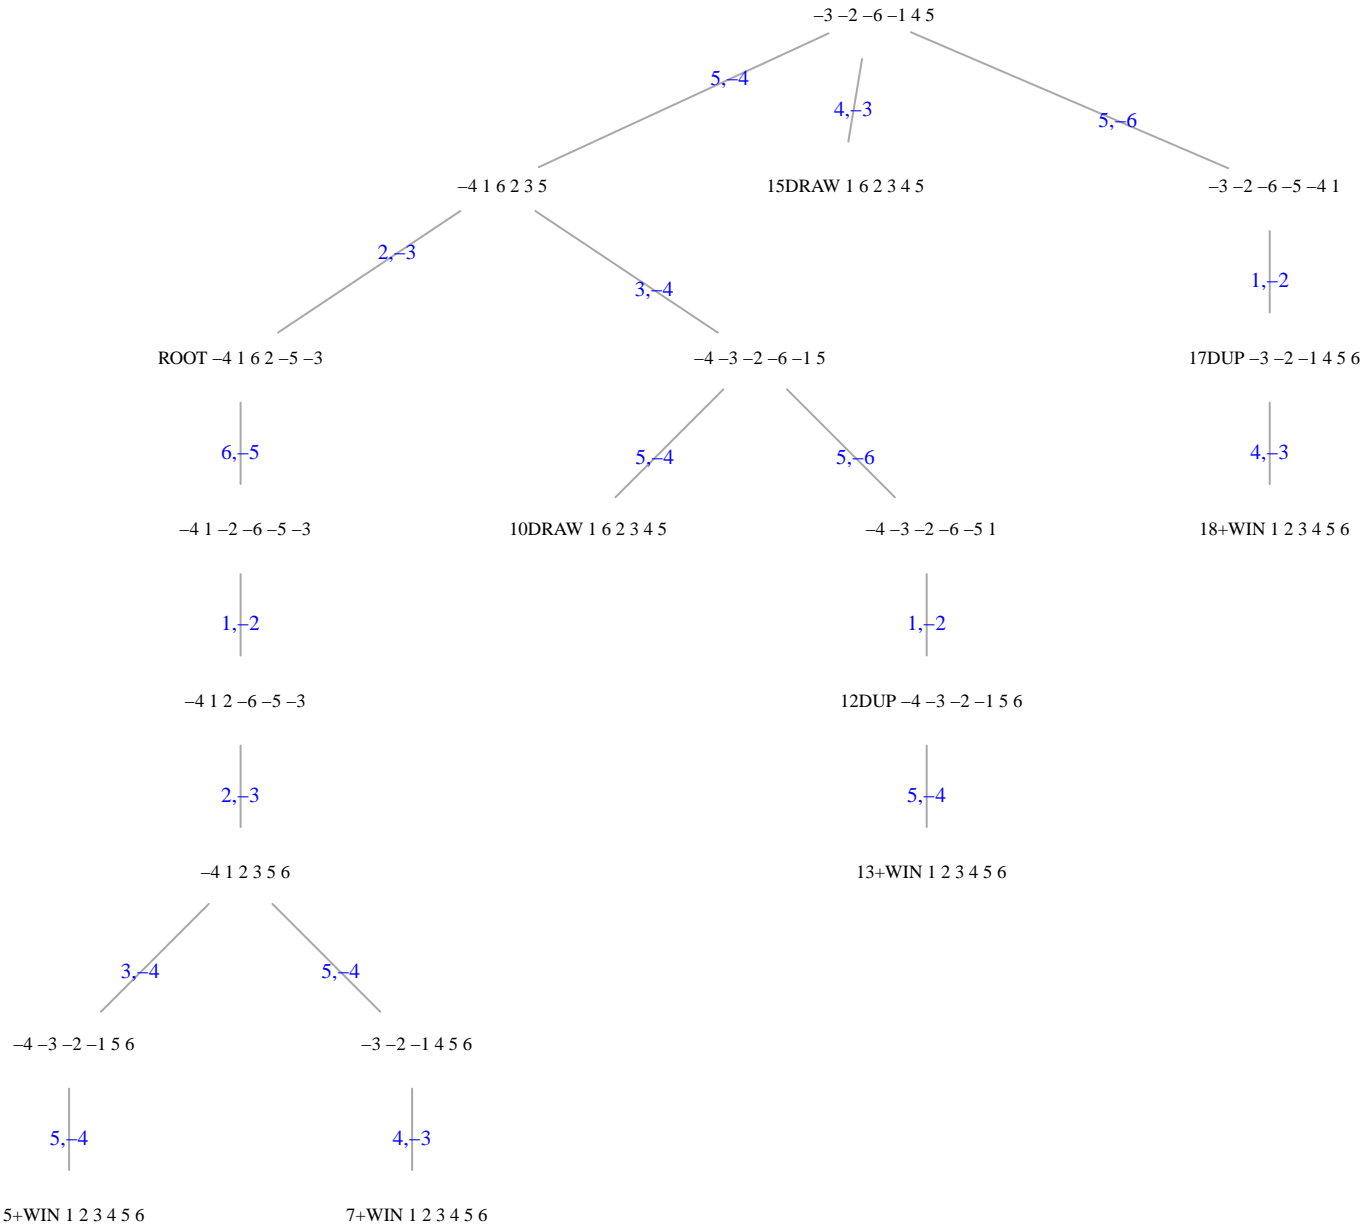 –3 –2 –6 –1 4 5
5,–4
4,–3
5,–6
–4 1 6 2 3 5
15DRAW 1 6 2 3 4 5
–3 –2 –6 –5 –4 1
2,–3
3,–4
1,–2
ROOT –4 1 6 2 –5 –3
–4 –3 –2 –6 –1 5
17DUP –3 –2 –1 4 5 6
6,–5
5,–4
5,–6
4,–3
–4 1 –2 –6 –5 –3
10DRAW 1 6 2 3 4 5
–4 –3 –2 –6 –5 1
18+WIN 1 2 3 4 5 6
1,–2
1,–2
–4 1 2 –6 –5 –3
12DUP –4 –3 –2 –1 5 6
2,–3
5,–4
–4 1 2 3 5 6
13+WIN 1 2 3 4 5 6
3,–4
5,–4
–4 –3 –2 –1 5 6
–3 –2 –1 4 5 6
5,–4
4,–3
5+WIN 1 2 3 4 5 6
7+WIN 1 2 3 4 5 6